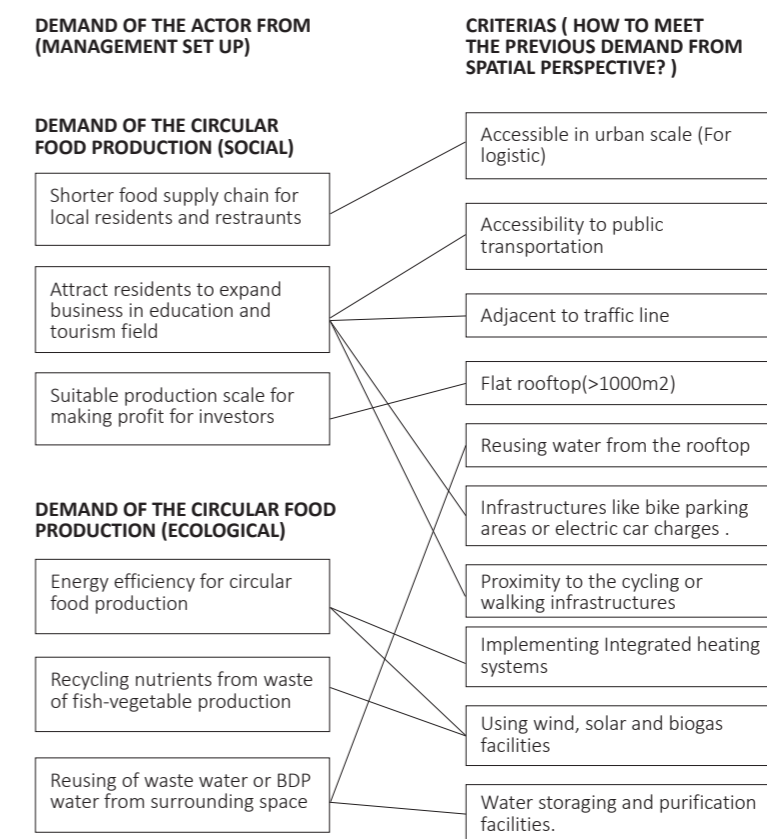 DEMAND OF THE ACTOR FROM
(MANAGEMENT SET UP)
DEMAND OF THE CIRCULAR
FOOD PRODUCTION (SOCIAL)
Shorter food supply chain for
local residents and restraunts
Attract residents to expand
business in education and
tourism field
Suitable production scale for
making profit for investors
DEMAND OF THE CIRCULAR FOOD
PRODUCTION (ECOLOGICAL)
Energy efficiency for circular
food production
Recycling nutrients from waste
of fish-vegetable production
Reusing of waste water or BDP
water from surrounding space
CRITERIAS ( HOW TO MEET
THE PREVIOUS DEMAND FROM
SPATIAL PERSPECTIVE? )
Accessible in urban scale (For
logistic)
Accessibility to public
transportation
Adjacent to traffic line
Flat rooftop(>1000m2)
Reusing water from the rooftop
Infrastructures like bike parking
areas or electric car charges .
Proximity to the cycling or
walking infrastructures
Implementing Integrated heating
systems
Using wind, solar and biogas
facilities
Water storaging and purification
facilities.